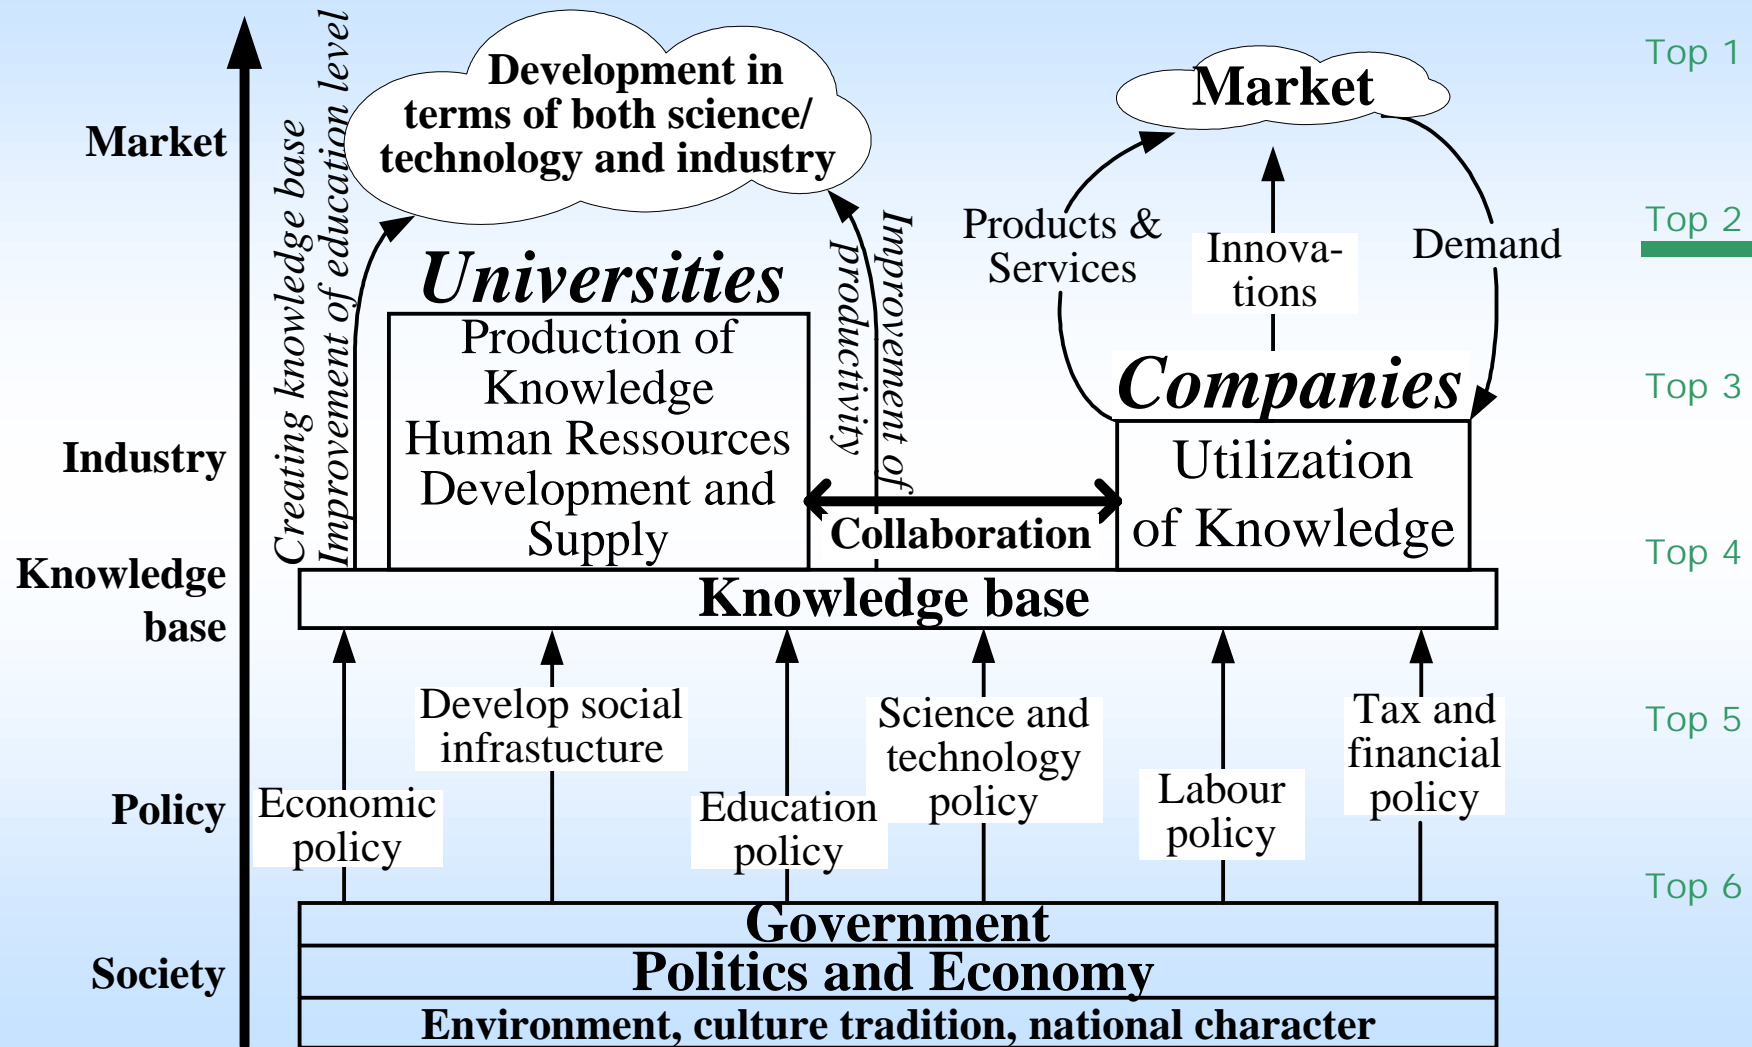 Creating knowledge base
Improvement of education level
Development in
terms of both science/
technology and industry
Market
Top 1
Market
Products &
Services
Innova-
tions
Demand
Top 2
Universities
Improvement of
productivity
Production of
Knowledge
Human Ressources
Development and
Supply
Companies
Top 3
Industry
Utilization
of Knowledge
Collaboration
Top 4
Knowledge
base
Knowledge base
Policy
Economic
policy
Develop social
infrastucture
Education
policy
Science and
technology
policy
Labour
policy
Tax and
financial
policy
Top 5
Top 6
Society
Government
Politics and Economy
Environment, culture tradition, national character